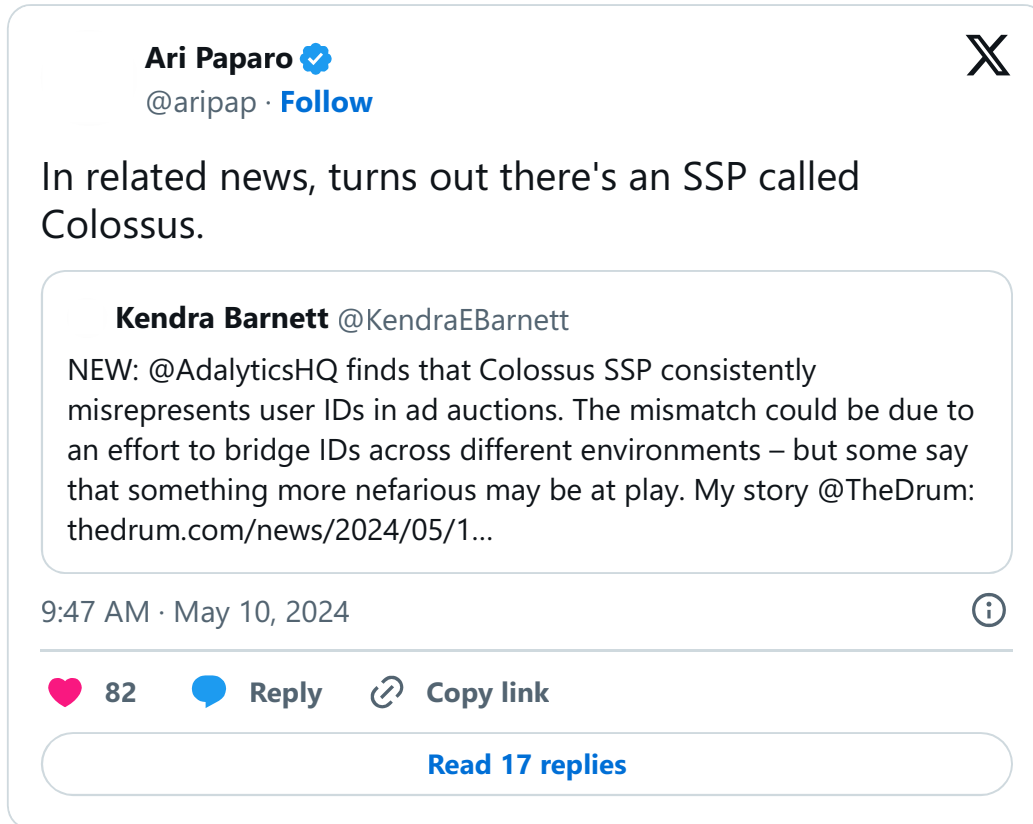 Ari Paparo
@aripap · Follow
In related news, turns out there's an SSP called
Colossus.
Kendra Barnett @KendraEBarnett
NEW: @AdalyticsHQ finds that Colossus SSP consistently
misrepresents user IDs in ad auctions. The mismatch could be due to
an effort to bridge IDs across different environments – but some say
that something more nefarious may be at play. My story @TheDrum:
thedrum.com/news/2024/05/1...
9:47 AM · May 10, 2024
82 Reply Copy link
Read 17 replies